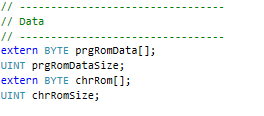 // ----------------------------------
// Data
// ----------------------------------
extern BYTE prgRomData[];
UINT prgRomDataSize;
extern BYTE chrRom[];
UINT chrRomSize;